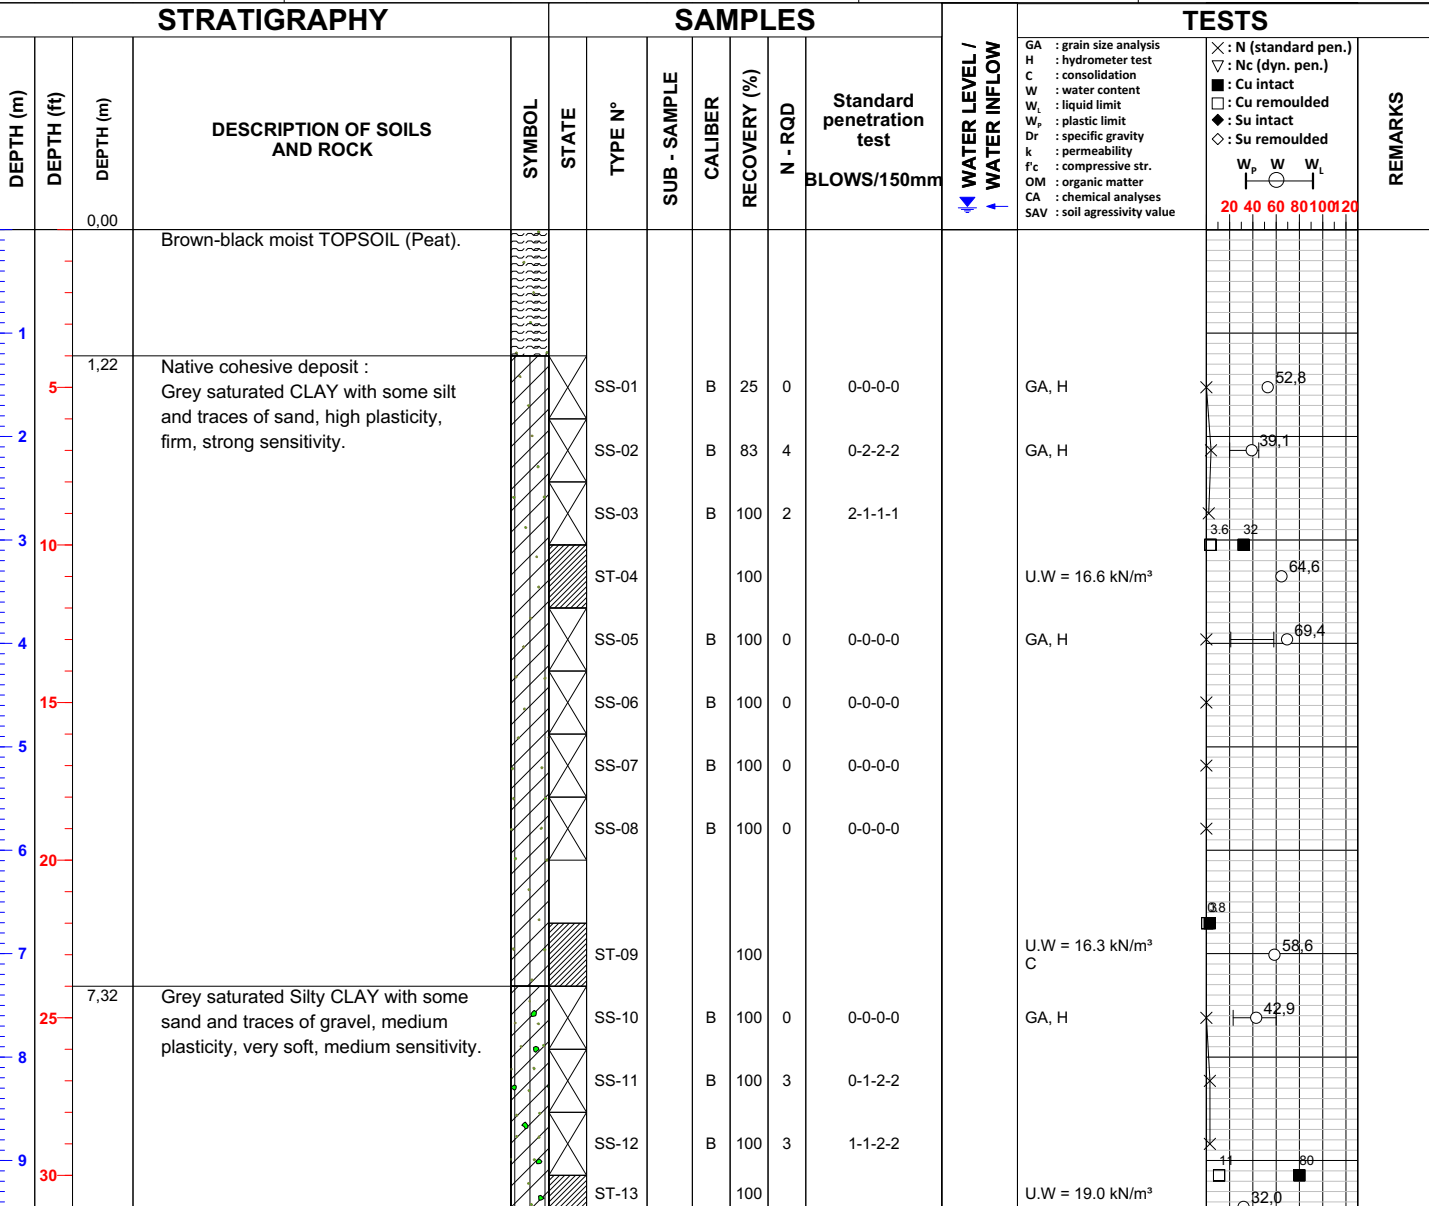 STRATIGRAPHY
SAMPLES
TESTS
DEPTH (m)
DEPTH (ft)
DEPTH (m)
0,00
DESCRIPTION OF SOILS
AND ROCK
SYMBOL
STATE
TYPE N°
SUB - SAMPLE
CALIBER
RECOVERY (%)
N - RQD
Standard
penetration
test
BLOWS/150mm
WATER LEVEL /
WATER INFLOW
GA : grain size analysis
H : hydrometer test
C : consolidation
W : water content
WL : liquid limit
WP : plastic limit
Dr : specific gravity
k : permeability
f'c : compressive str.
OM : organic matter
CA : chemical analyses
SAV : soil agressivity value
: N (standard pen.)
: Nc (dyn. pen.)
: Cu intact
: Cu remoulded
: Su intact
: Su remoulded
WP W WL
20 40 60 80 100 120
REMARKS
Brown-black moist TOPSOIL (Peat).
1
1,22 Native cohesive deposit :
Grey saturated CLAY with some silt
and traces of sand, high plasticity,
firm, strong sensitivity.
5 SS-01 B 25 0 0-0-0-0 GA, H 52,8
2
SS-02 B 83 4 0-2-2-2 GA, H 39,1
SS-03 B 100 2 2-1-1-1
3 10 3.6 32
ST-04 100 U.W = 16.6 kN/m³ 64,6
4 SS-05 B 100 0 0-0-0-0 GA, H 69,4
15 SS-06 B 100 0 0-0-0-0
5
SS-07 B 100 0 0-0-0-0
SS-08 B 100 0 0-0-0-0
6
20
7 ST-09 100 U.W = 16.3 kN/m³ 58,6
C
7,32 Grey saturated Silty CLAY with some
sand and traces of gravel, medium
plasticity, very soft, medium sensitivity.
25 SS-10 B 100 0 0-0-0-0 GA, H 42,9
8
SS-11 B 100 3 0-1-2-2
SS-12 B 100 3 1-1-2-2
9
30 11 80
ST-13 100 U.W = 19.0 kN/m³ 32,0